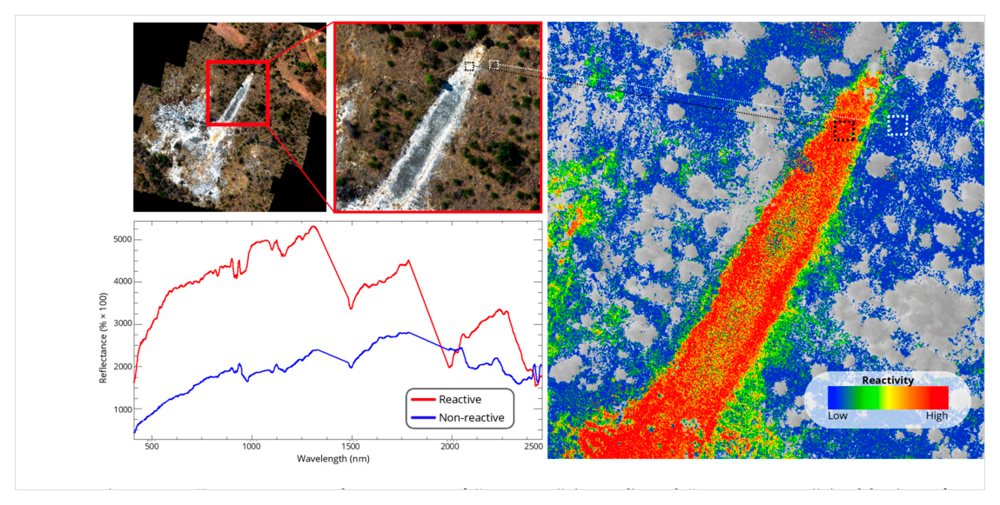 5000
4000
3000
2000
1000
Reflectance (% × 100)
Reactive
Non-reactive
500
1000
1500
2000
2500
Wavelength (nm)
Reactivity
Low
High